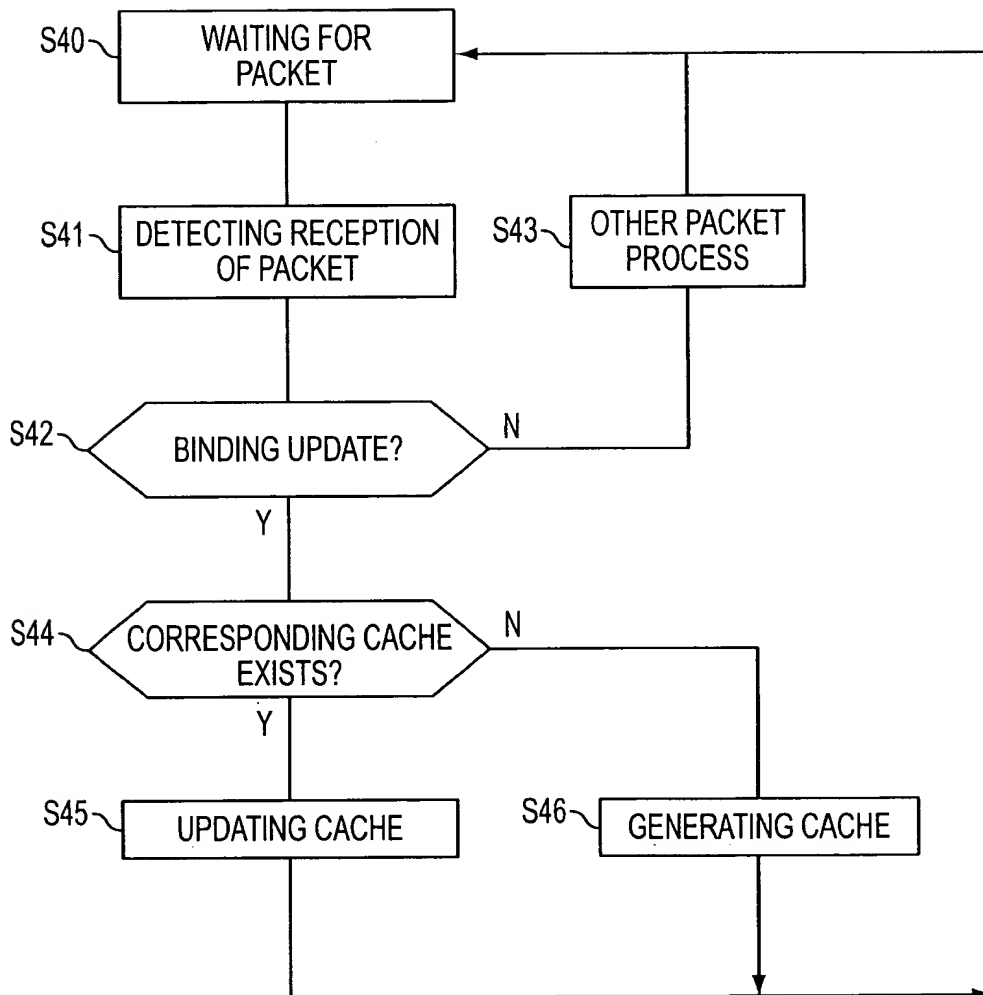 S40
WAITING FOR
PACKET
S41
DETECTING RECEPTION
OF PACKET
S43
OTHER PACKET
PROCESS
S42
BINDING UPDATE?
N
Y
S44
CORRESPONDING CACHE
EXISTS?
N
Y
S45
UPDATING CACHE
S46
GENERATING CACHE